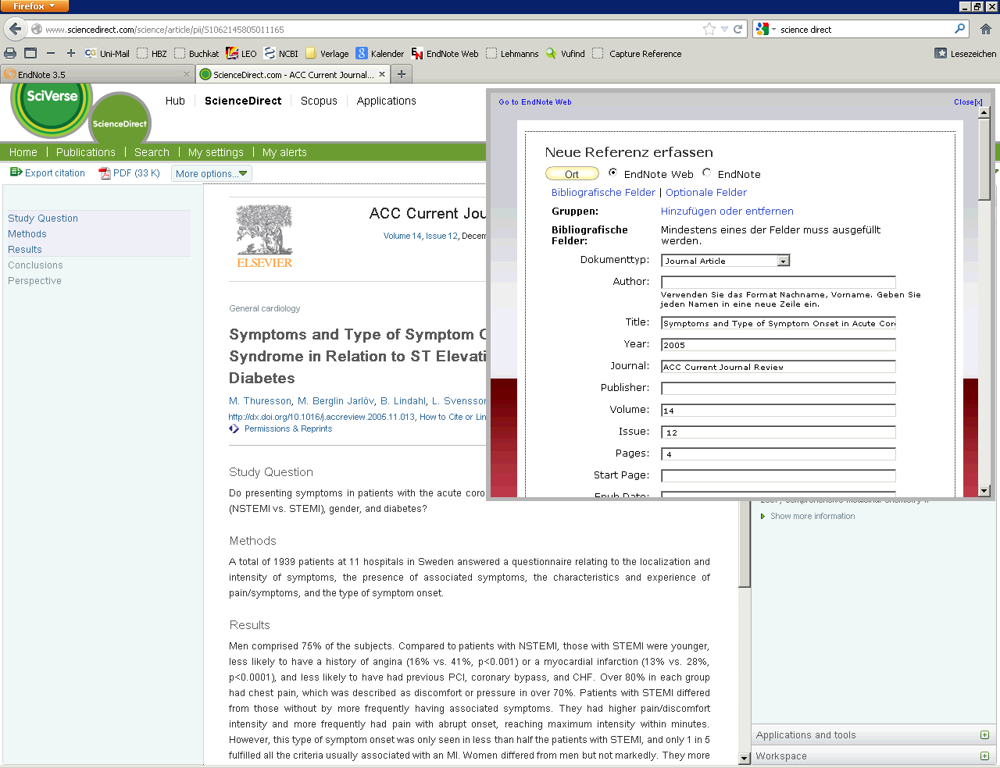 Firefox
www.sciencedirect.com/science/article/pii/S1062145805011165
science direct
Uni-Mail HBZ Buchkat LEO NCBI Verlage Kalender EndNote Web Lehmanns Vufind Capture Reference Lesezeichen
EndNote 3.5
ScienceDirect.com - ACC Current Journal...
SciVerse
ScienceDirect
Hub ScienceDirect Scopus Applications
Home Publications Search My settings My alerts
Export citation PDF (33 K) More options...
Study Question
Methods
Results
Conclusions
Perspective
ELSEVIER
ACC Current Jou
Volume 14, Issue 12, Decem
General cardiology
Symptoms and Type of Symptom O
Syndrome in Relation to ST Elevati
Diabetes
M. Thuresson, M. Berglin Jarlöv, B. Lindahl, L. Svensson
http://dx.doi.org/10.1016/j.accreview.2005.11.013, How to Cite or Lin
Permissions & Reprints
Study Question
Do presenting symptoms in patients with the acute coro
(NSTEMI vs. STEMI), gender, and diabetes?
Methods
A total of 1939 patients at 11 hospitals in Sweden answered a questionnaire relating to the localization and
intensity of symptoms, the presence of associated symptoms, the characteristics and experience of
pain/symptoms, and the type of symptom onset.
Results
Men comprised 75% of the subjects. Compared to patients with NSTEMI, those with STEMI were younger,
less likely to have a history of angina (16% vs. 41%, p<0.001) or a myocardial infarction (13% vs. 28%,
p<0.0001), and less likely to have had previous PCI, coronary bypass, and CHF. Over 80% in each group
had chest pain, which was described as discomfort or pressure in over 70%. Patients with STEMI differed
from those without by more frequently having associated symptoms. They had higher pain/discomfort
intensity and more frequently had pain with abrupt onset, reaching maximum intensity within minutes.
However, this type of symptom onset was only seen in less than half the patients with STEMI, and only 1 in 5
fulfilled all the criteria usually associated with an MI. Women differed from men but not markedly. They more
Go to EndNote Web Close[x]
Neue Referenz erfassen
Ort EndNote Web EndNote
Bibliografische Felder | Optionale Felder
Gruppen: Hinzufügen oder entfernen
Bibliografische Felder: Mindestens eines der Felder muss ausgefüllt
werden.
Dokumenttyp: Journal Article
Author:
Verwenden Sie das Format Nachname, Vorname. Geben Sie
jeden Namen in eine neue Zeile ein.
Title: Symptoms and Type of Symptom Onset in Acute Cor
Year: 2005
Journal: ACC Current Journal Review
Publisher:
Volume: 14
Issue: 12
Pages: 4
Start Page:
Epub Date:
Show more information
Applications and tools
Workspace